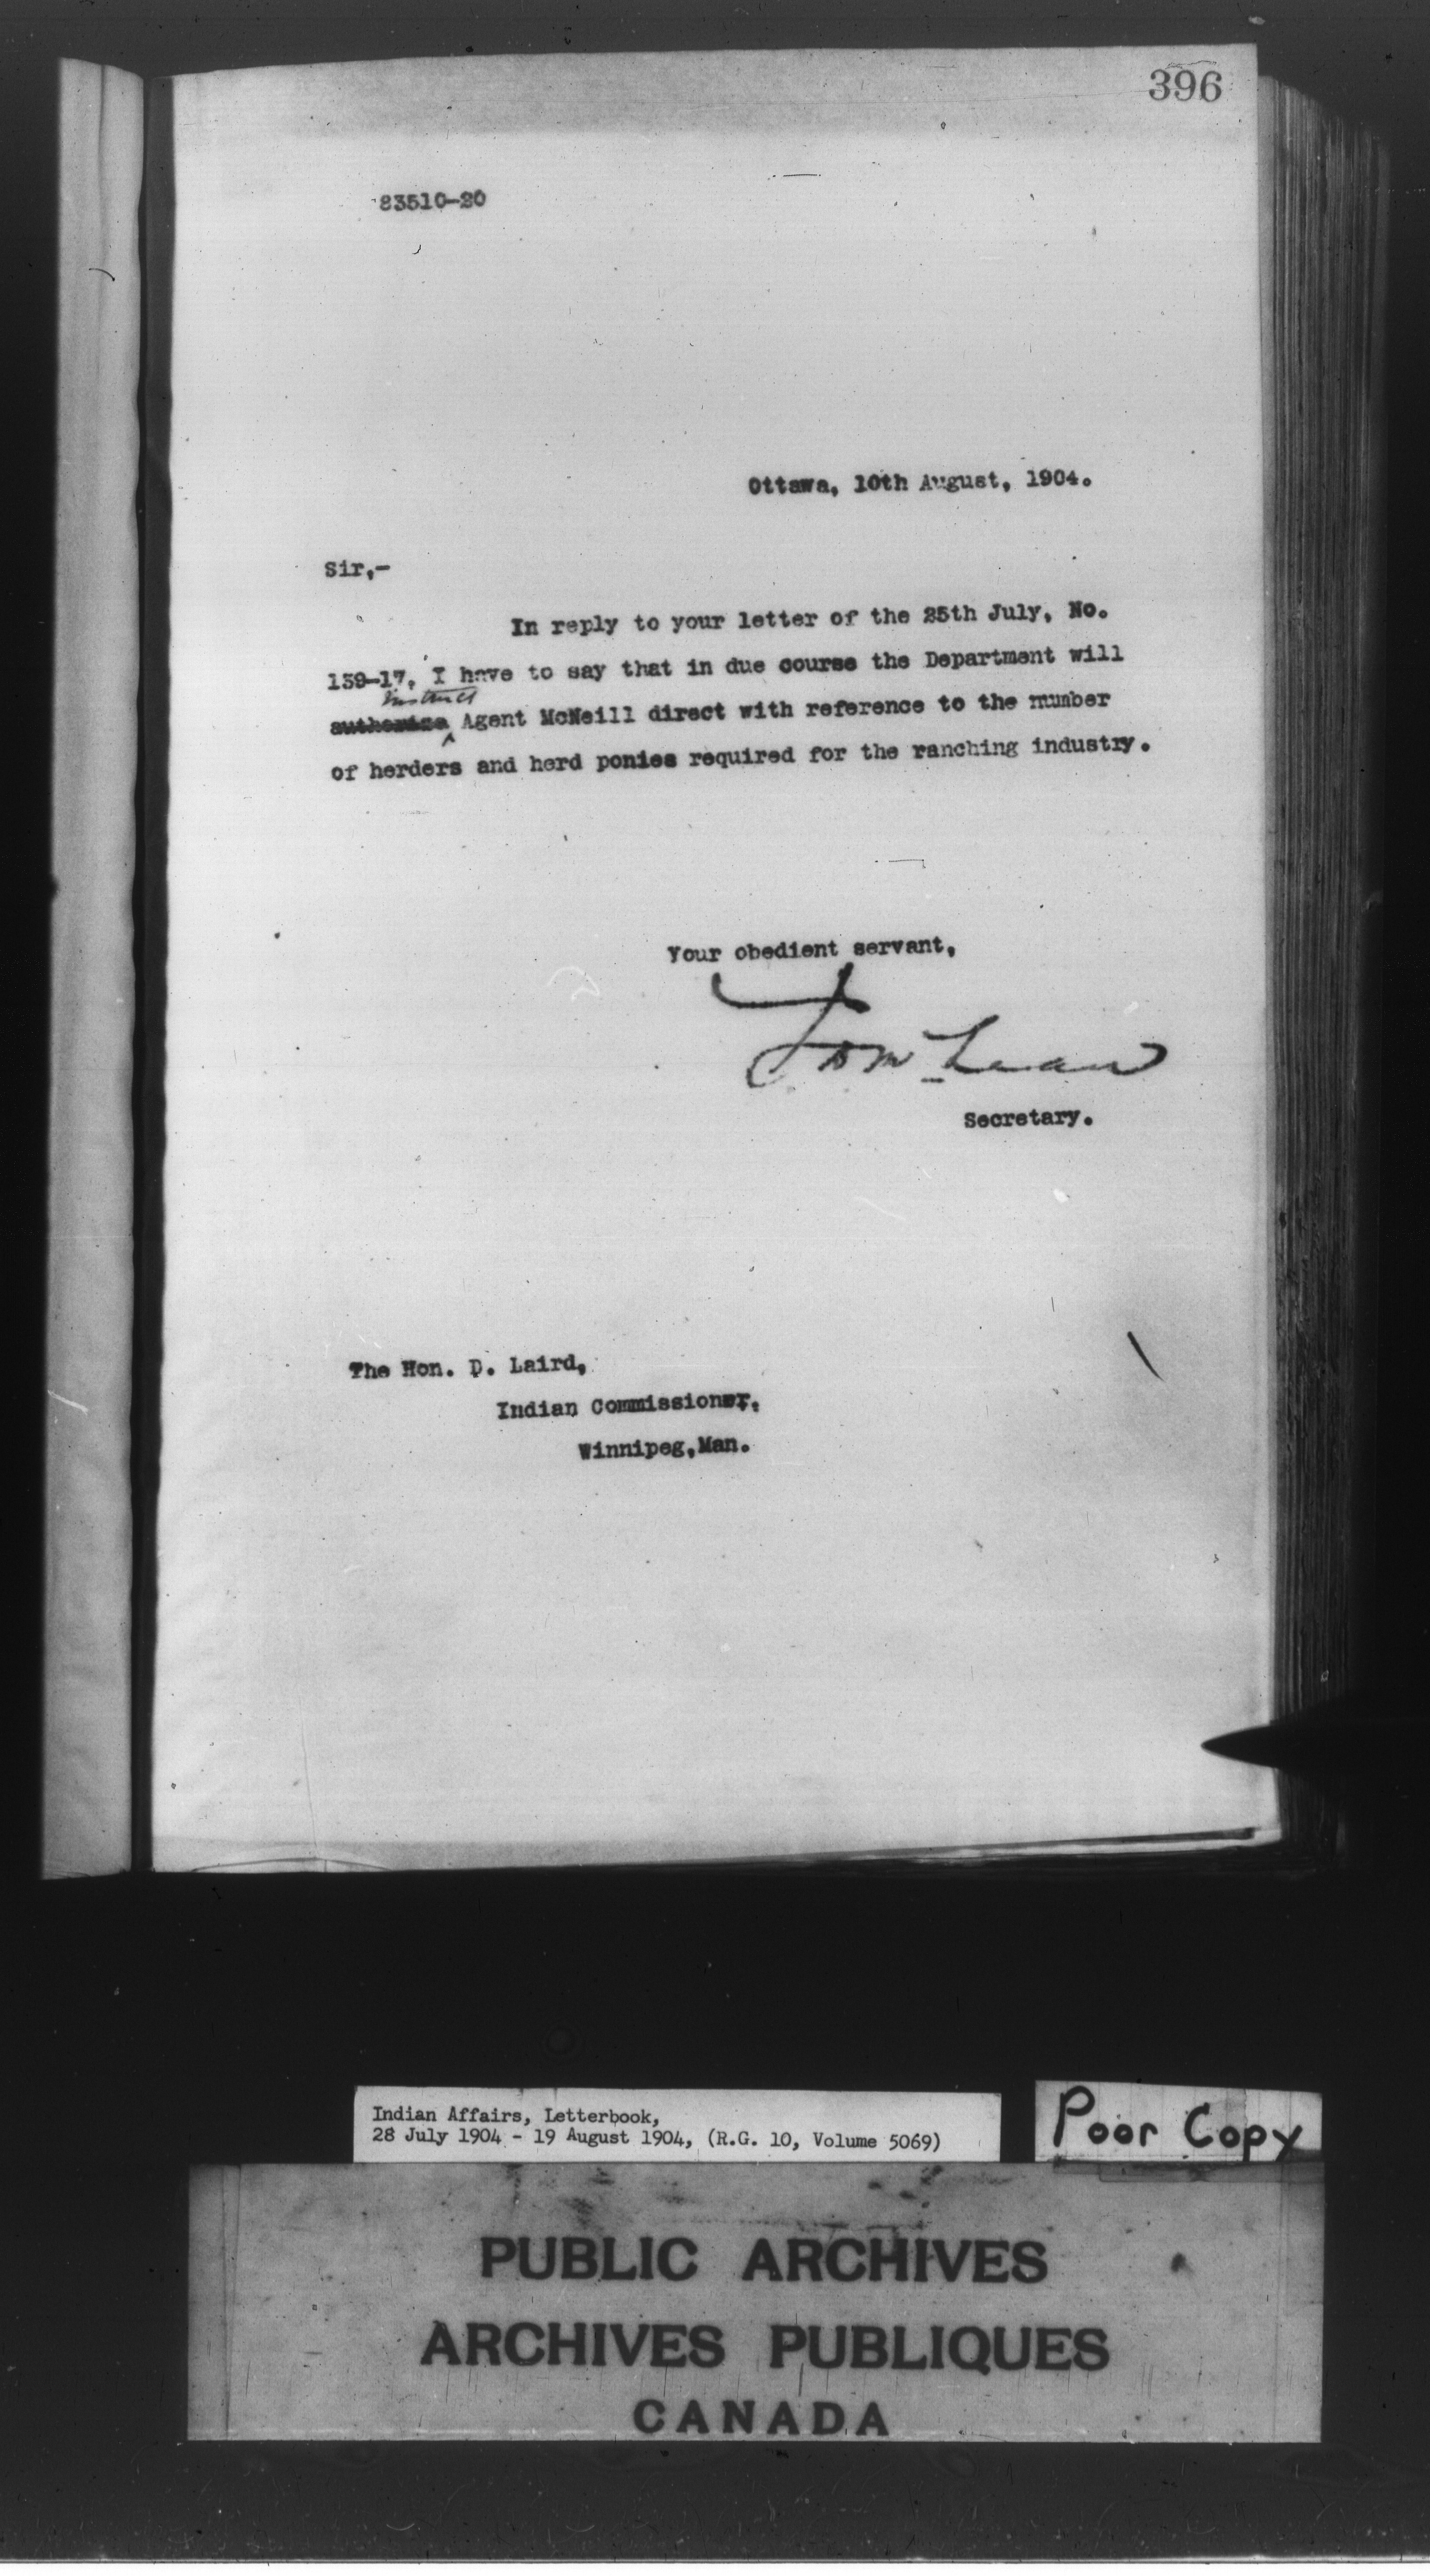 396
83510-20
Ottawa, 10th August, 1904.
Sir,-
In reply to your letter of the 25th July, No.
139-17, I have to say that in due course the Department will
instruct
authorize Agent McNeill direct with reference to the number
of herders and herd ponies required for the ranching industry.
Your obedient servant,
Secretary.
The Hon. D. Laird,
Indian Commissioner,
Winnipeg,Man.
Indian Affairs, Letterbook,
28 July 1904 - 19 August 1904, (R.G. 10, Volume 5069)
Poor Copy
PUBLIC ARCHIVES
ARCHIVES PUBLIQUES
CANADA